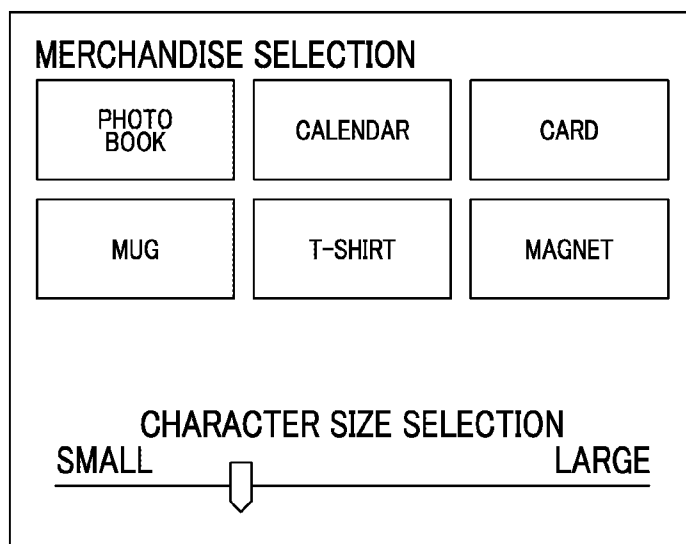 MERCHANDISE SELECTION
PHOTO
BOOK
CALENDAR
CARD
MUG
T-SHIRT
MAGNET
CHARACTER SIZE SELECTION
SMALL
LARGE